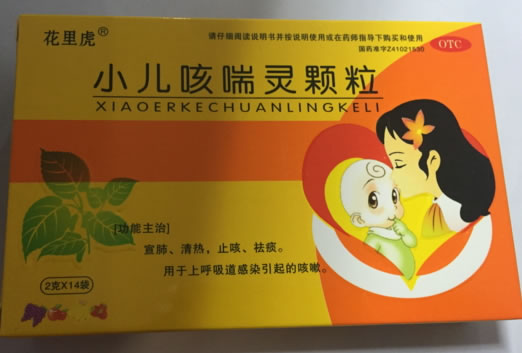 花里虎®
请仔细阅读说明书并按说明使用或在药师指导下购买和使用
国药准字Z41021530
OTC
小儿咳喘灵颗粒
XIAOERKECHUANLINGKELI
[功能主治]
宣肺、清热，止咳、祛痰。
用于上呼吸道感染引起的咳嗽。
2克X14袋